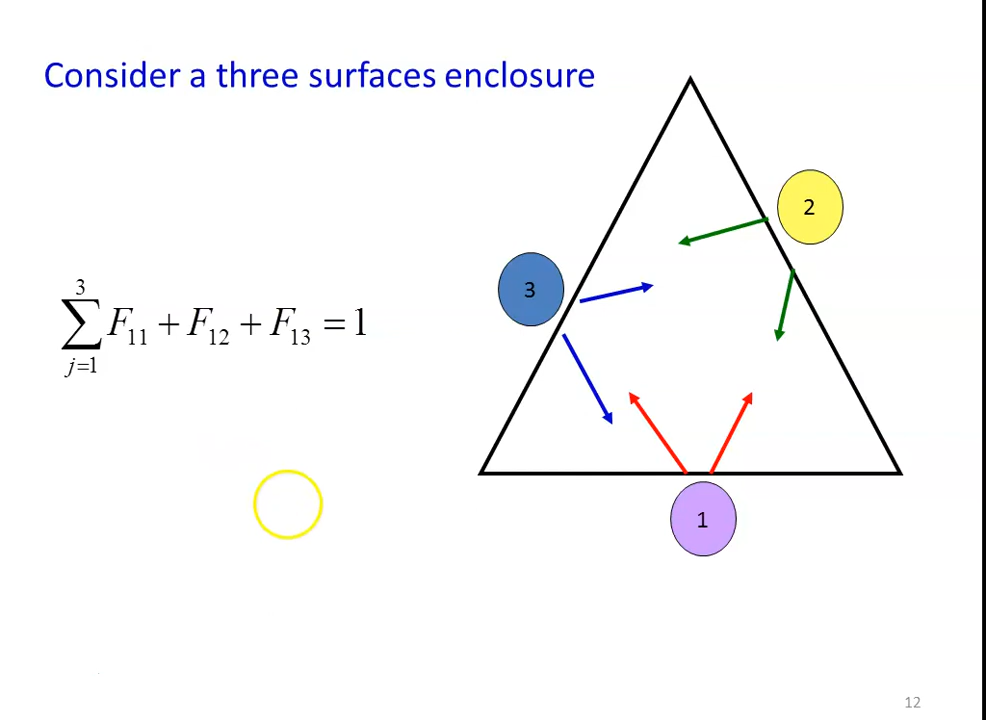 Consider a three surfaces enclosure
2
3
3
∑ F11 + F12 + F13 = 1
j=1
1
12